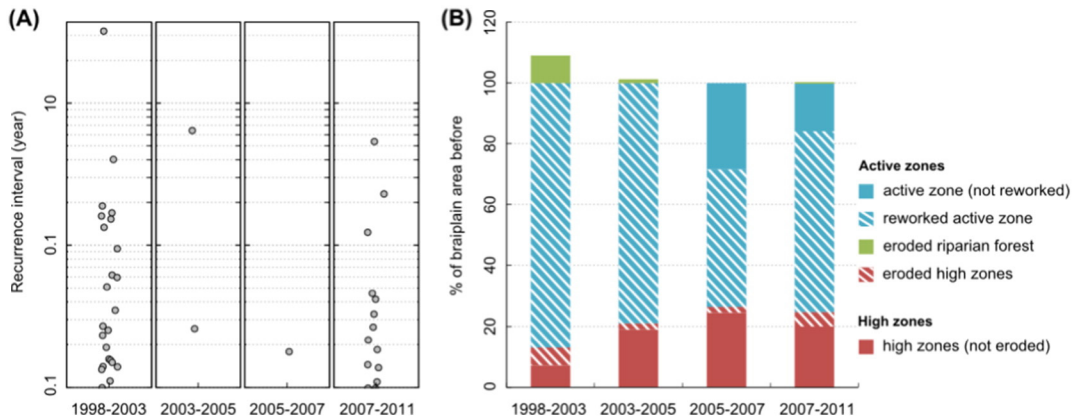 (A)
Recurrence interval (year)
10
0.1
0.1
1998-2003 2003-2005 2005-2007 2007-2011
(B)
% of braiplain area before
120
100
80
60
40
20
0
1998-2003 2003-2005 2005-2007 2007-2011
Active zones
active zone (not reworked)
reworked active zone
eroded riparian forest
eroded high zones
High zones
high zones (not eroded)